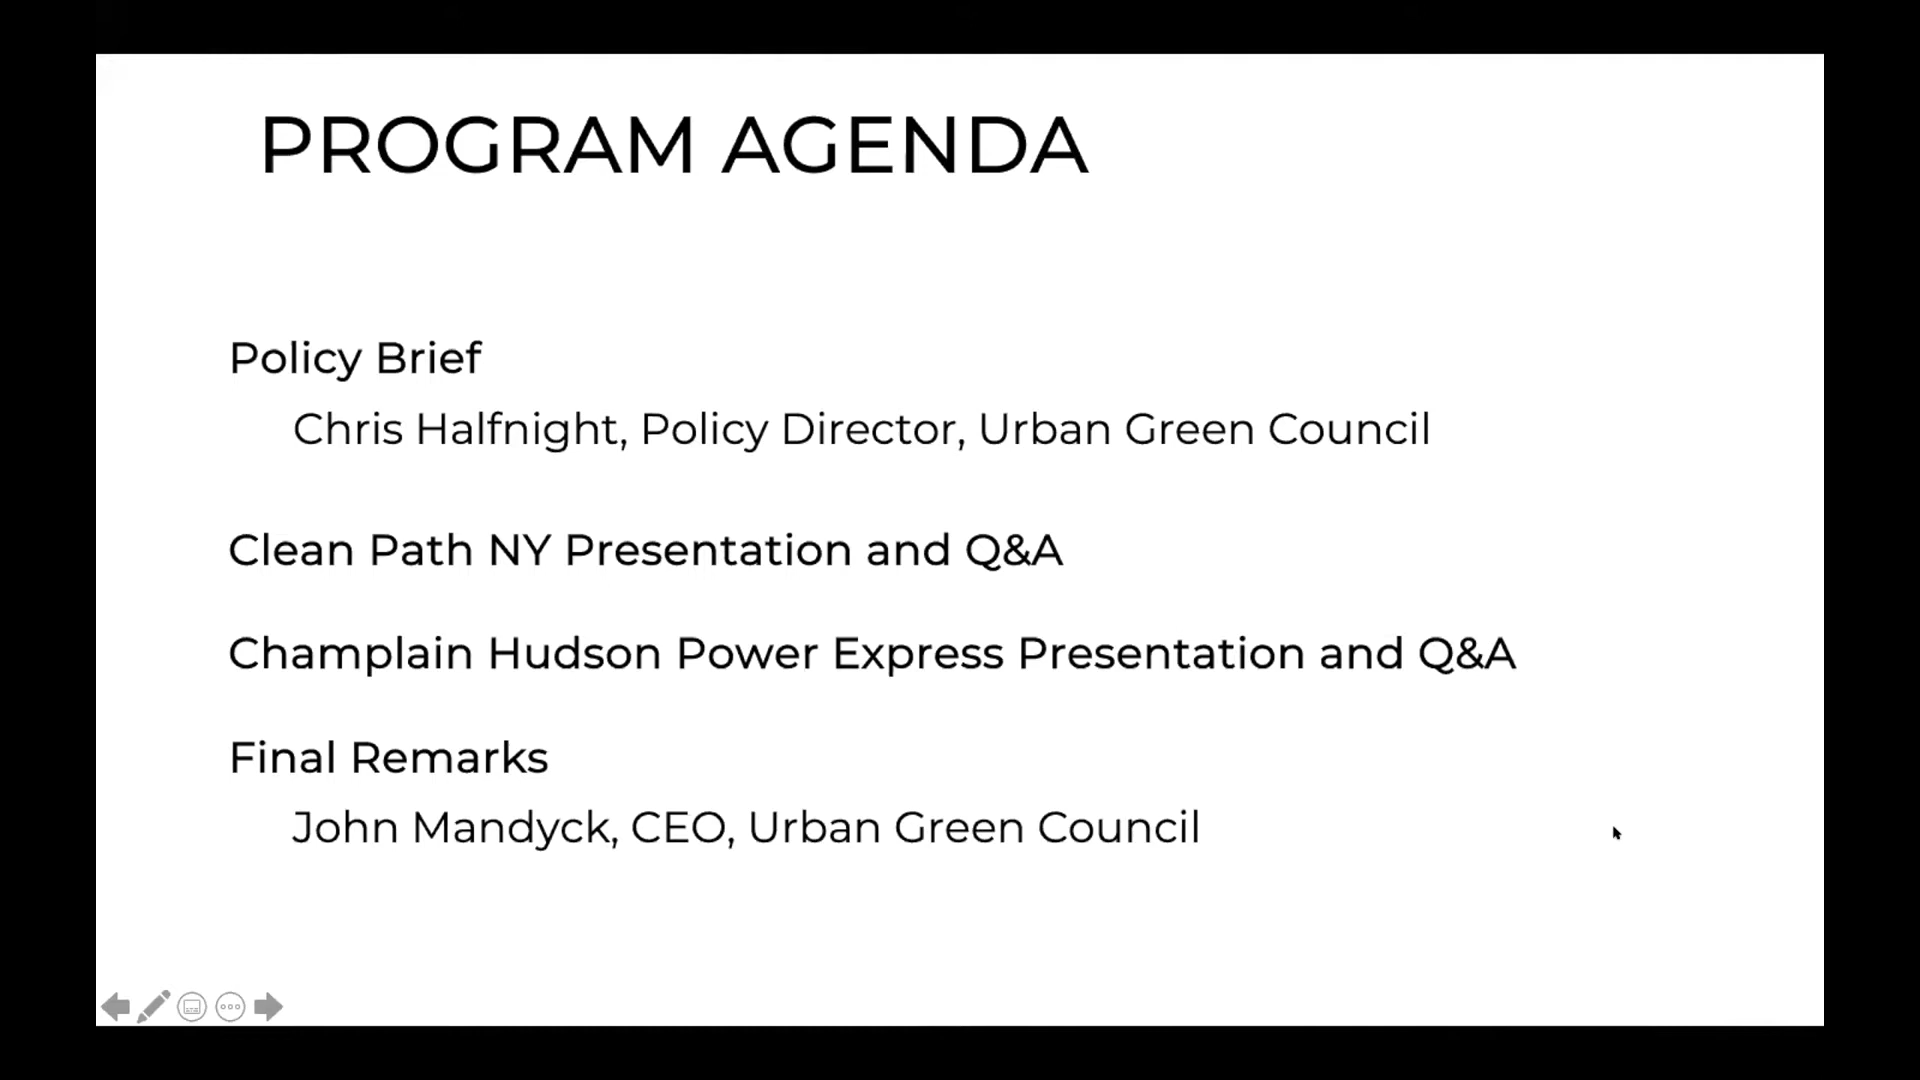 PROGRAM AGENDA
Policy Brief
Chris Halfnight, Policy Director, Urban Green Council
Clean Path NY Presentation and Q&A
Champlain Hudson Power Express Presentation and Q&A
Final Remarks
John Mandyck, CEO, Urban Green Council